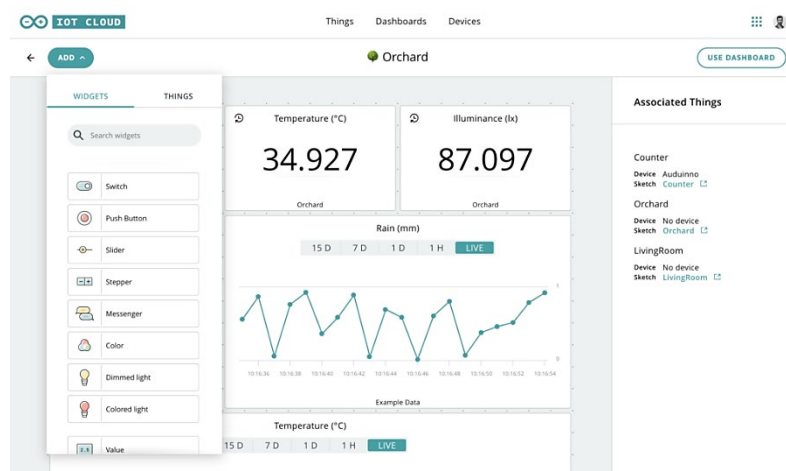 IOT CLOUD
Things Dashboards Devices
ADD
Orchard
USE DASHBOARD
WIDGETS THINGS
Search widgets
Switch
Push Button
Slider
Stepper
Messenger
Color
Dimmed light
Colored light
2.5 Value
Temperature (°C)
34.927
Orchard
Illuminance (lx)
87.097
Orchard
Rain (mm)
15 D 7 D 1 D 1 H LIVE
1
0
10:16:36 10:16:38 10:16:40 10:16:42 10:16:44 10:16:46 10:16:48 10:16:50 10:16:52 10:16:54
Example Data
Temperature (°C)
15 D 7 D 1 D 1 H LIVE
Associated Things
Counter
Device Auduinno
Sketch Counter
Orchard
Device No device
Sketch Orchard
LivingRoom
Device No device
Sketch LivingRoom